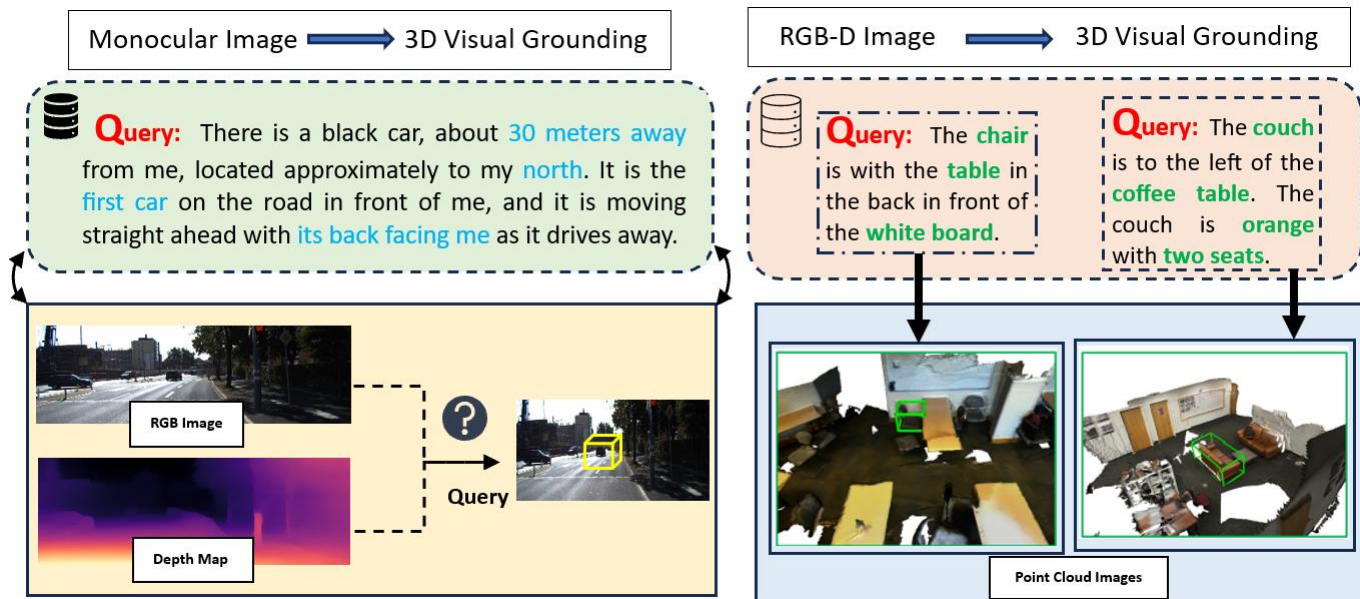 Monocular Image 3D Visual Grounding
Query: There is a black car, about 30 meters away
from me, located approximately to my north. It is the
first car on the road in front of me, and it is moving
straight ahead with its back facing me as it drives away.
RGB Image
Depth Map
?
Query
RGB-D Image 3D Visual Grounding
Query: The chair
is with the table in
the back in front of
the white board.
Query: The couch
is to the left of the
coffee table. The
couch is orange
with two seats.
Point Cloud Images